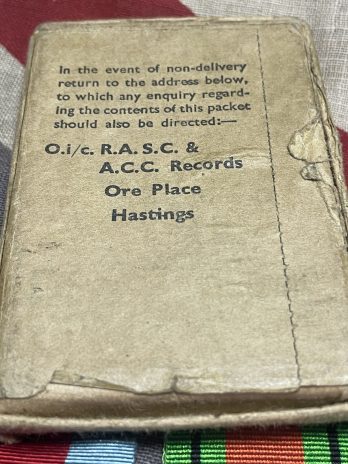 In the event of non-delivery
return to the address below,
to which any enquiry regard-
ing the contents of this packet
should also be directed:—
O.i/c. R.A.S.C. &
A.C.C. Records
Ore Place
Hastings